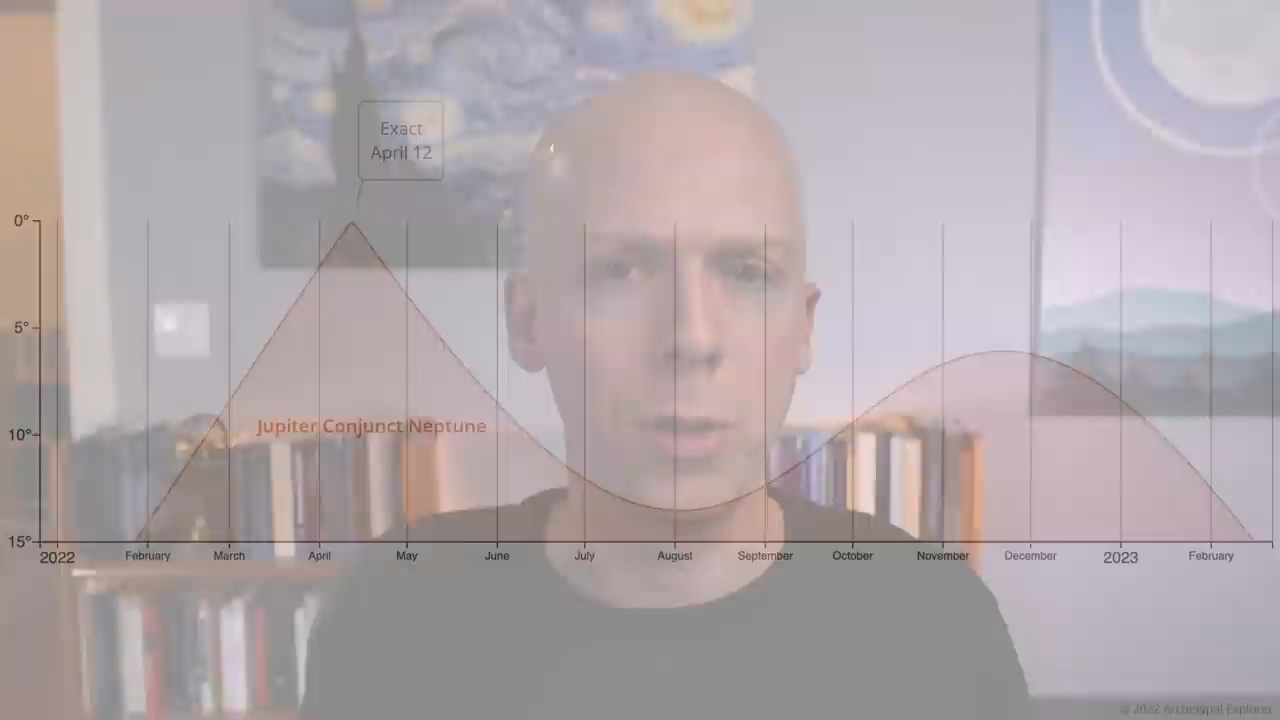 Exact
April 12
0°
5°
Jupiter Conjunct Neptune
10°
15°
2022 February March April May June July August September October November December 2023 February
© 2022 Archetypal Explorer